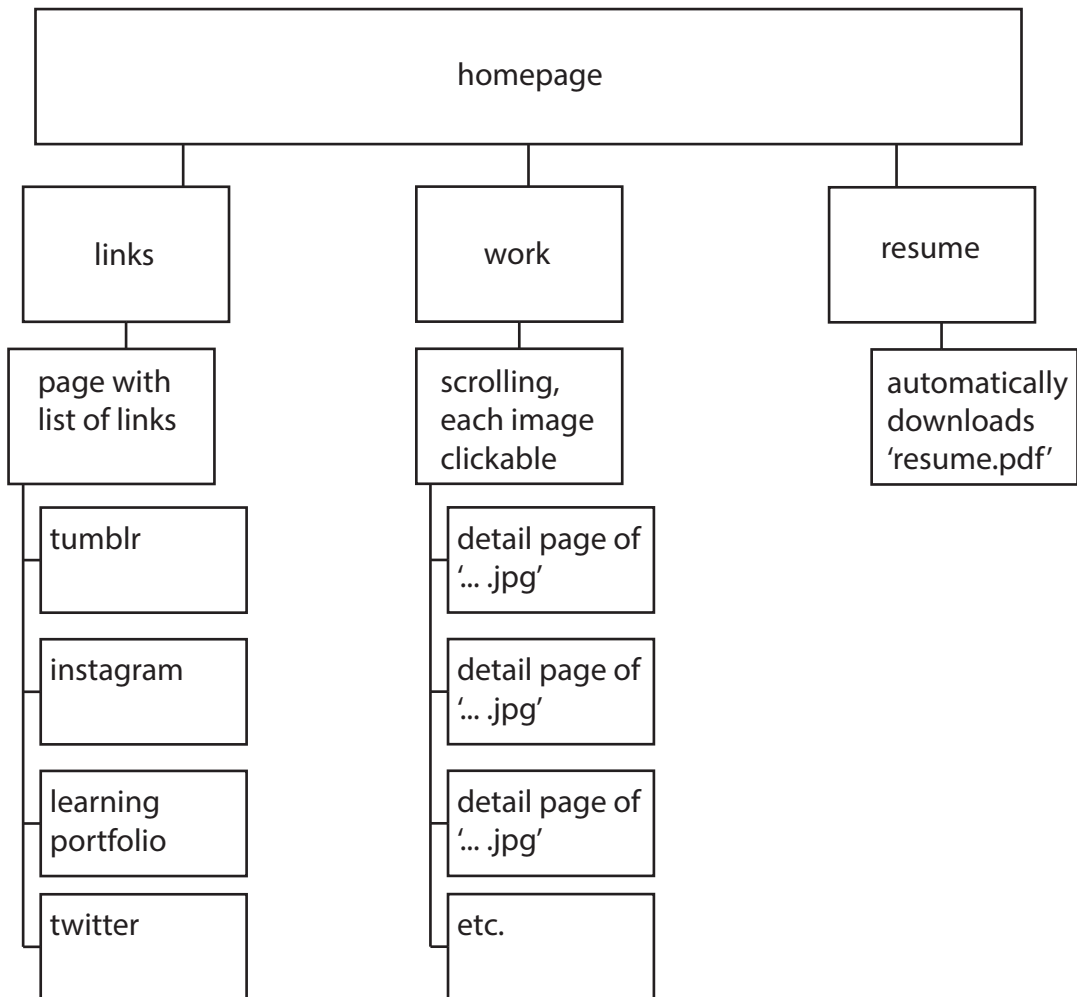 homepage
links
work
resume
page with
list of links
scrolling,
each image
clickable
automatically
downloads
‘resume.pdf’
tumblr
detail page of
‘... .jpg’
instagram
detail page of
‘... .jpg’
learning
portfolio
detail page of
‘... .jpg’
twitter
etc.